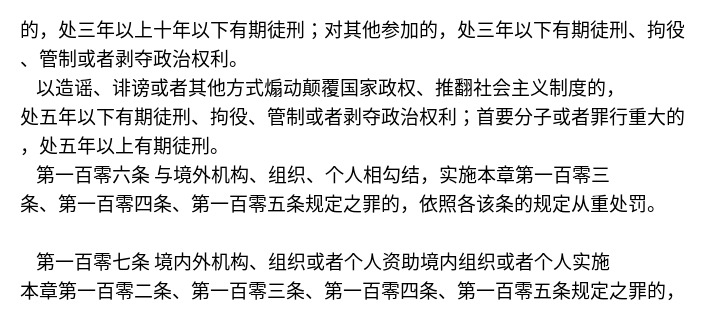 的，处三年以上十年以下有期徒刑；对其他参加的，处三年以下有期徒刑、拘役
、管制或者剥夺政治权利。
以造谣、诽谤或者其他方式煽动颠覆国家政权、推翻社会主义制度的，
处五年以下有期徒刑、拘役、管制或者剥夺政治权利；首要分子或者罪行重大的
，处五年以上有期徒刑。
第一百零六条 与境外机构、组织、个人相勾结，实施本章第一百零三
条、第一百零四条、第一百零五条规定之罪的，依照各该条的规定从重处罚。
第一百零七条 境内外机构、组织或者个人资助境内组织或者个人实施
本章第一百零二条、第一百零三条、第一百零四条、第一百零五条规定之罪的，